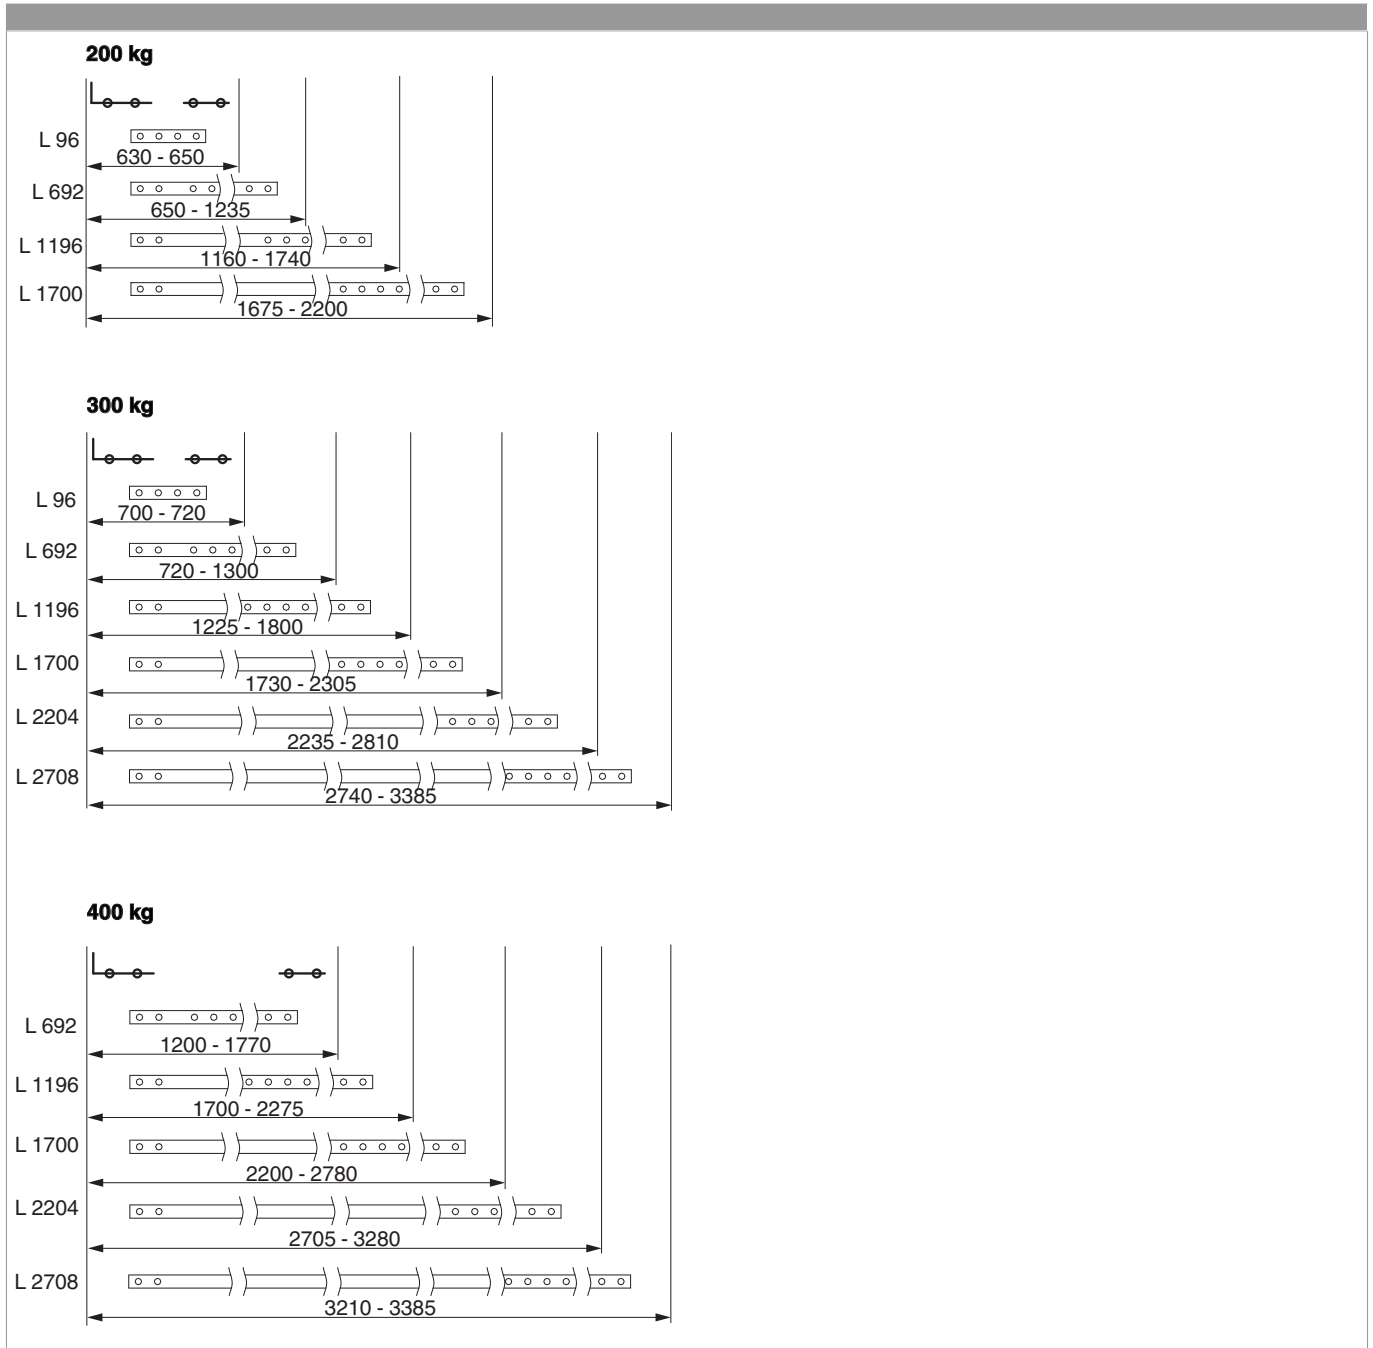 200 kg
L 96
630 - 650
L 692
650 - 1235
L 1196
1160 - 1740
L 1700
1675 - 2200
300 kg
L 96
700 - 720
L 692
720 - 1300
L 1196
1225 - 1800
L 1700
1730 - 2305
L 2204
2235 - 2810
L 2708
2740 - 3385
400 kg
L 692
1200 - 1770
L 1196
1700 - 2275
L 1700
2200 - 2780
L 2204
2705 - 3280
L 2708
3210 - 3385